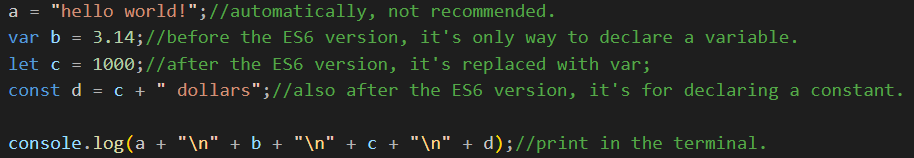 a = "hello world!";//automatically, not recommended.
var b = 3.14;//before the ES6 version, it's only way to declare a variable.
let c = 1000;//after the ES6 version, it's replaced with var;
const d = c + " dollars";//also after the ES6 version, it's for declaring a constant.
console.log(a + "\n" + b + "\n" + c + "\n" + d);//print in the terminal.